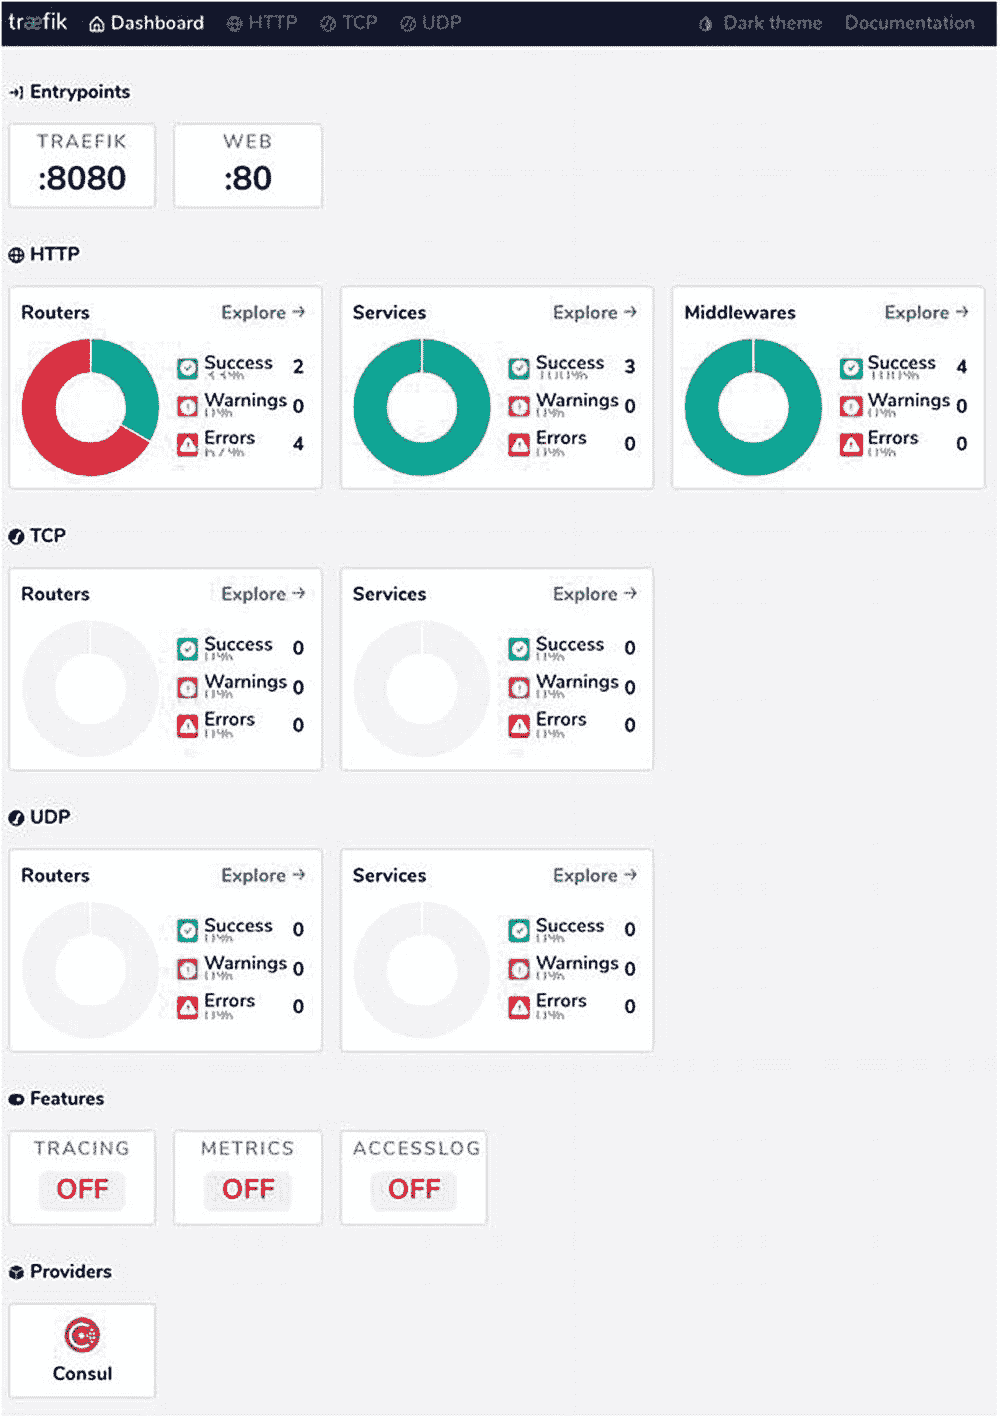 træfik Dashboard HTTP TCP UDP Dark theme Documentation
Entrypoints
TRAEFIK WEB
:8080 :80
HTTP
Routers Explore → Services Explore → Middlewares Explore →
Success 2 Success 3 Success 4
33% 100% 100%
Warnings 0 Warnings 0 Warnings 0
0% 0% 0%
Errors 4 Errors 0 Errors 0
67% 0% 0%
TCP
Routers Explore → Services Explore →
Success 0 Success 0
0% 0%
Warnings 0 Warnings 0
0% 0%
Errors 0 Errors 0
0% 0%
UDP
Routers Explore → Services Explore →
Success 0 Success 0
0% 0%
Warnings 0 Warnings 0
0% 0%
Errors 0 Errors 0
0% 0%
Features
TRACING METRICS ACCESSLOG
OFF OFF OFF
Providers
Consul